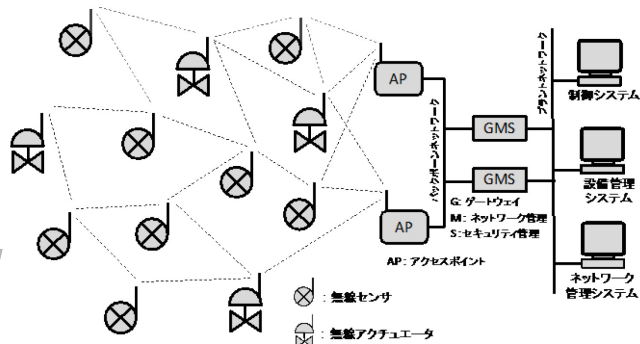 AP
AP
バックボーンネットワーク
GMS
GMS
プラントネットワーク
制御システム
設備管理
システム
ネットワーク
管理システム
G: ゲートウェイ
M: ネットワーク管理
S:セキュリティ管理
AP: アクセスポイント
: 無線センサ
: 無線アクチュエータ